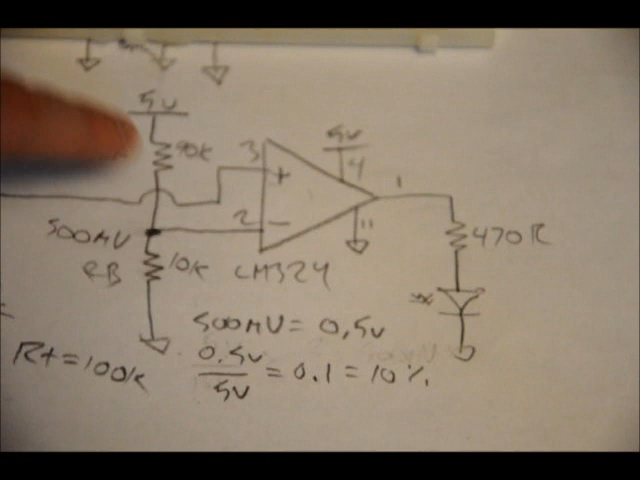 5V
90K
3
+
5V
4
1
2
-
11
500MV
RB
10K
LM324
470R
500MV = 0,5V
Rt = 100K
0.5V
5V
= 0.1 = 10%